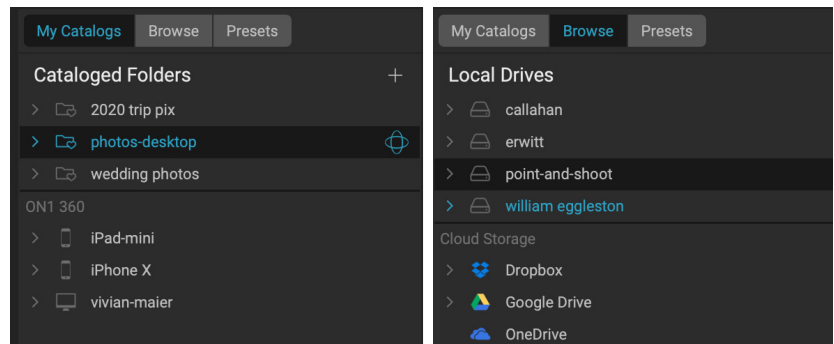 My Catalogs Browse Presets
Cataloged Folders
2020 trip pix
photos-desktop
wedding photos
ON1 360
iPad-mini
iPhone X
vivian-maier
My Catalogs Browse Presets
Local Drives
callahan
erwitt
point-and-shoot
william eggleston
Cloud Storage
Dropbox
Google Drive
OneDrive